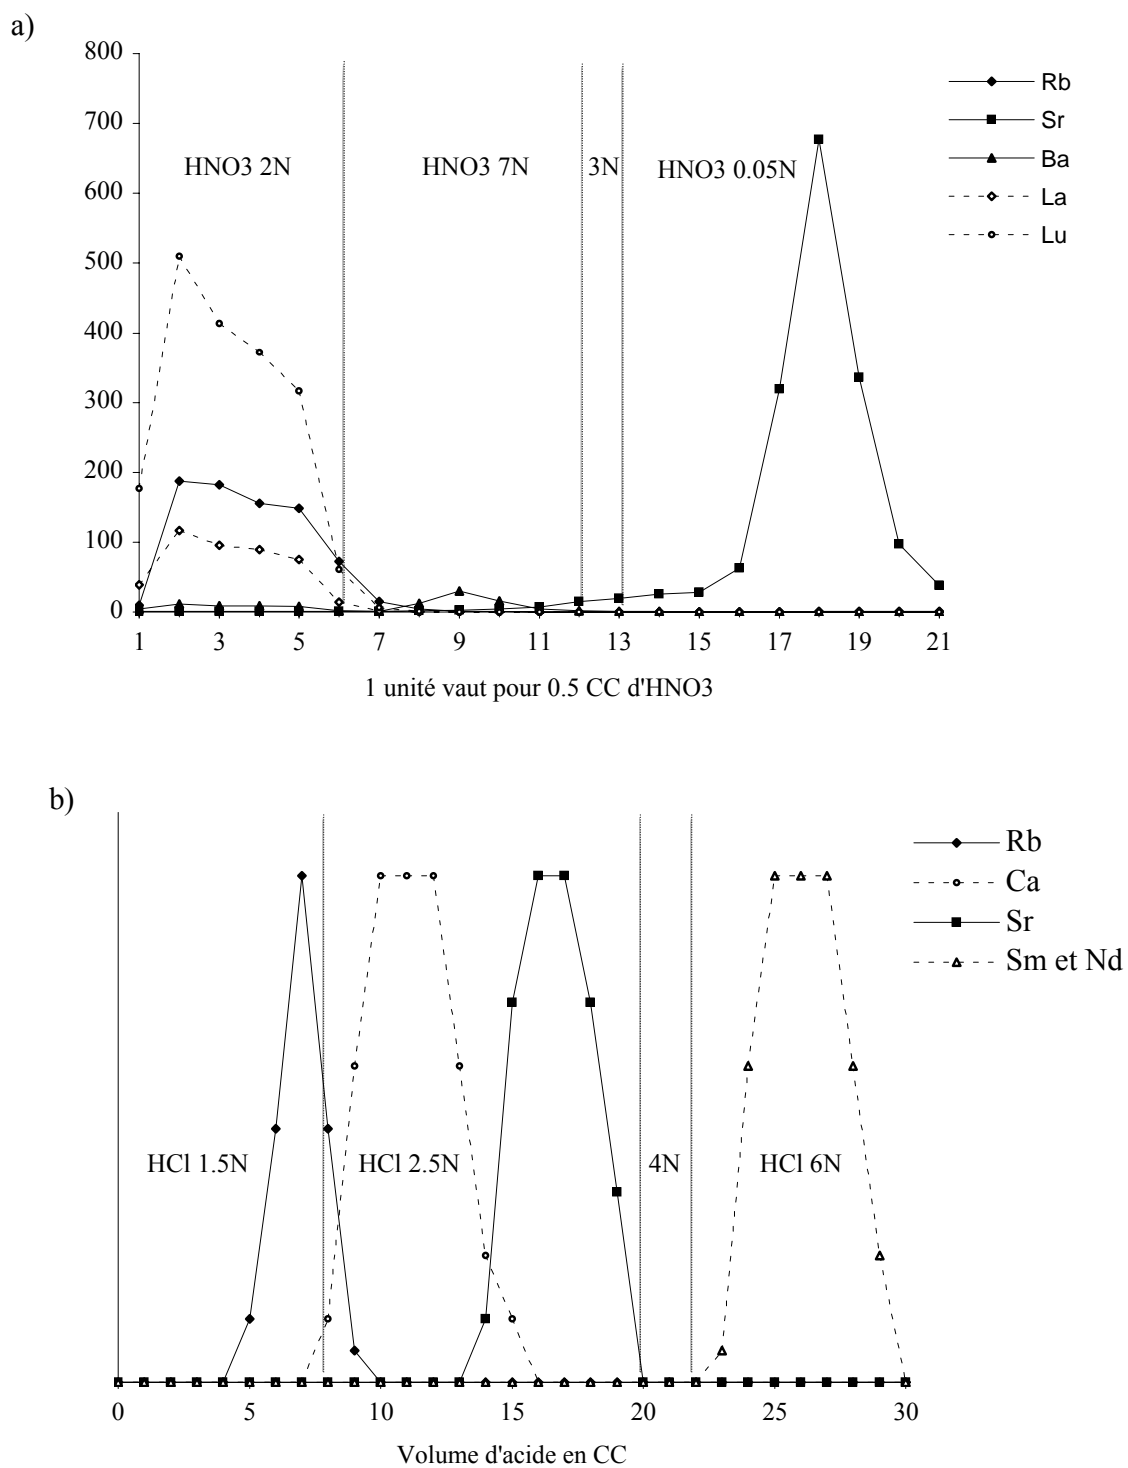 a)
800
700
600
500
400
300
200
100
0
HNO3 2N
HNO3 7N
3N
HNO3 0.05N
Rb
Sr
Ba
La
Lu
1 3 5 7 9 11 13 15 17 19 21
1 unité vaut pour 0.5 CC d'HNO3
b)
Rb
Ca
Sr
Sm et Nd
HCl 1.5N
HCl 2.5N
4N
HCl 6N
0 5 10 15 20 25 30
Volume d'acide en CC